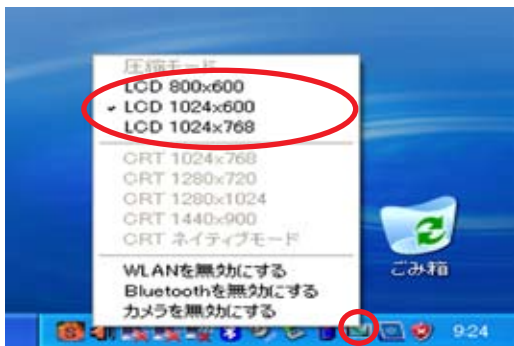 圧縮モード
LCD 800x600
LCD 1024x600
LCD 1024x768
CRT 1024x768
CRT 1280x720
CRT 1280x1024
CRT 1440x900
CRT ネイティブモード
WLANを無効にする
Bluetoothを無効にする
カメラを無効にする
ごみ箱
9:24